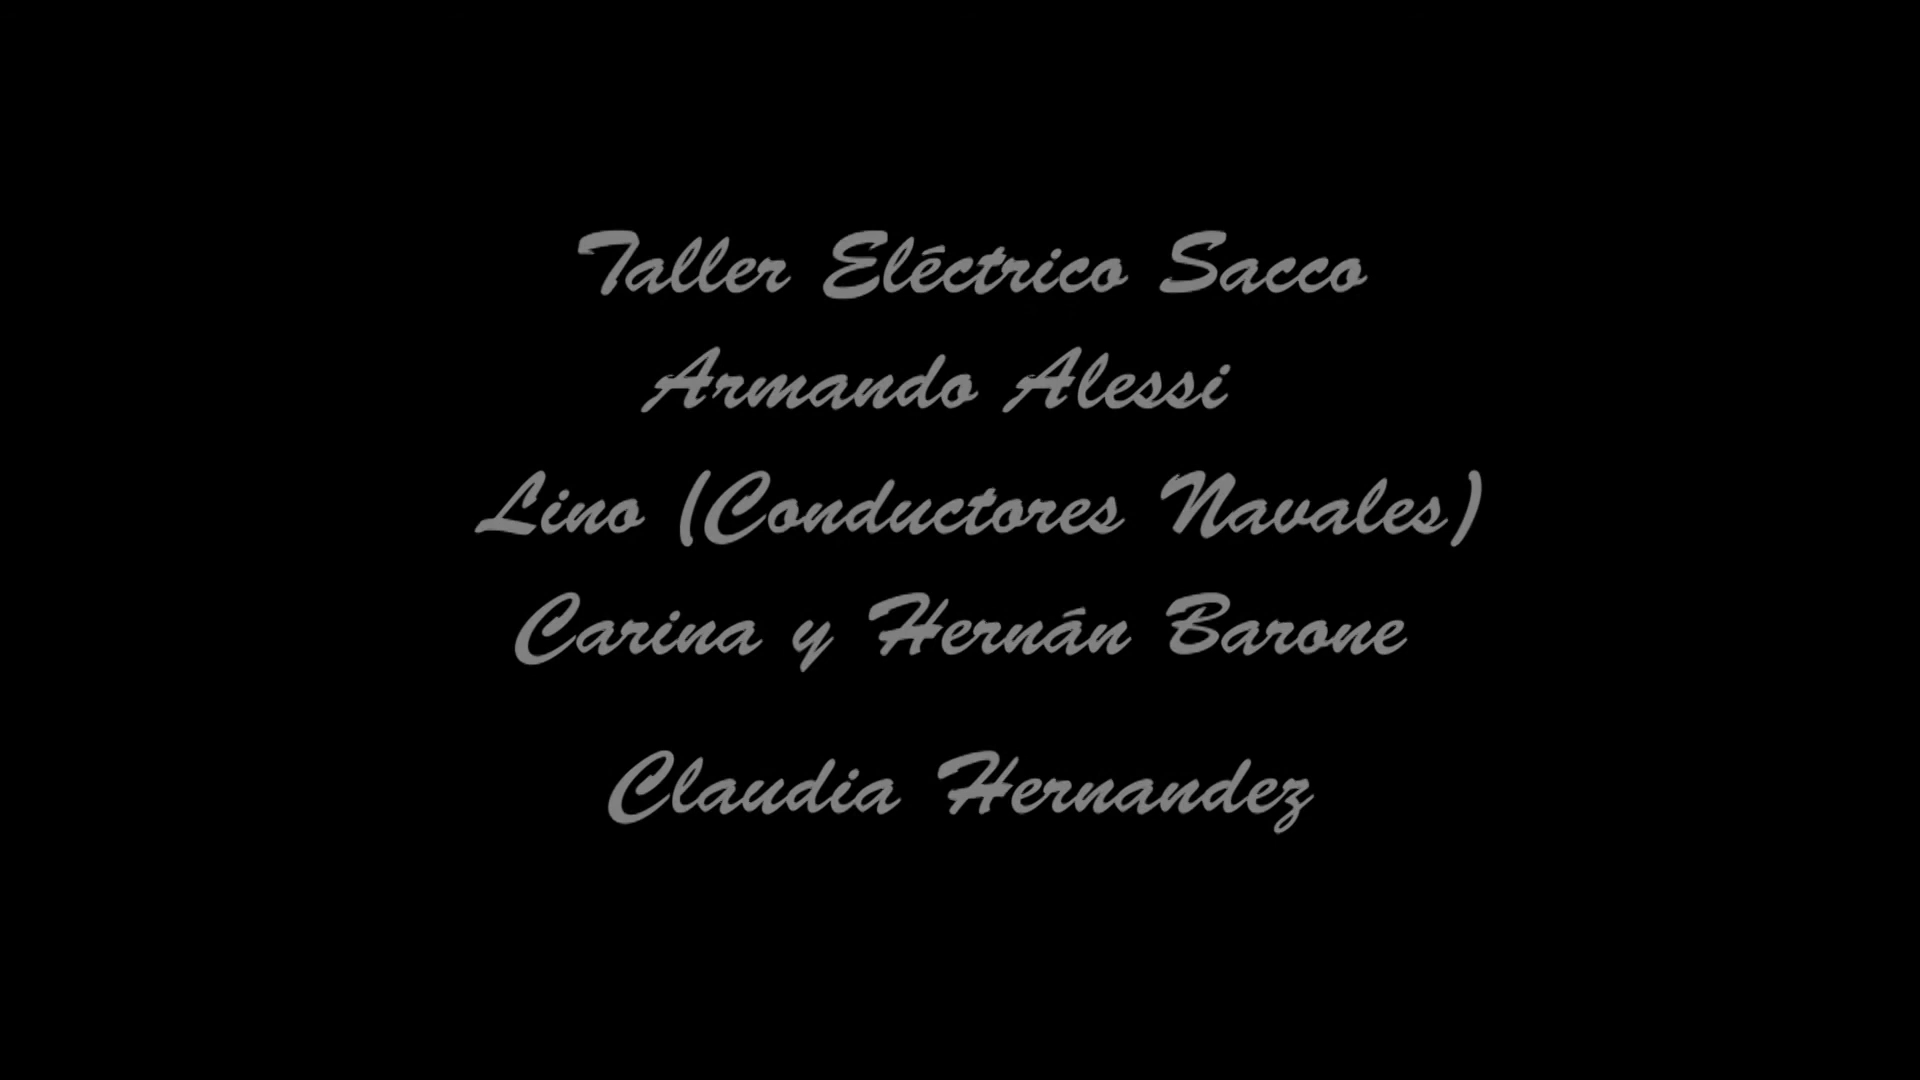 Taller Eléctrico Sacco
Armando Alessi
Lino (Conductores Navales)
Carina y Hernán Barone
Claudia Hernandez